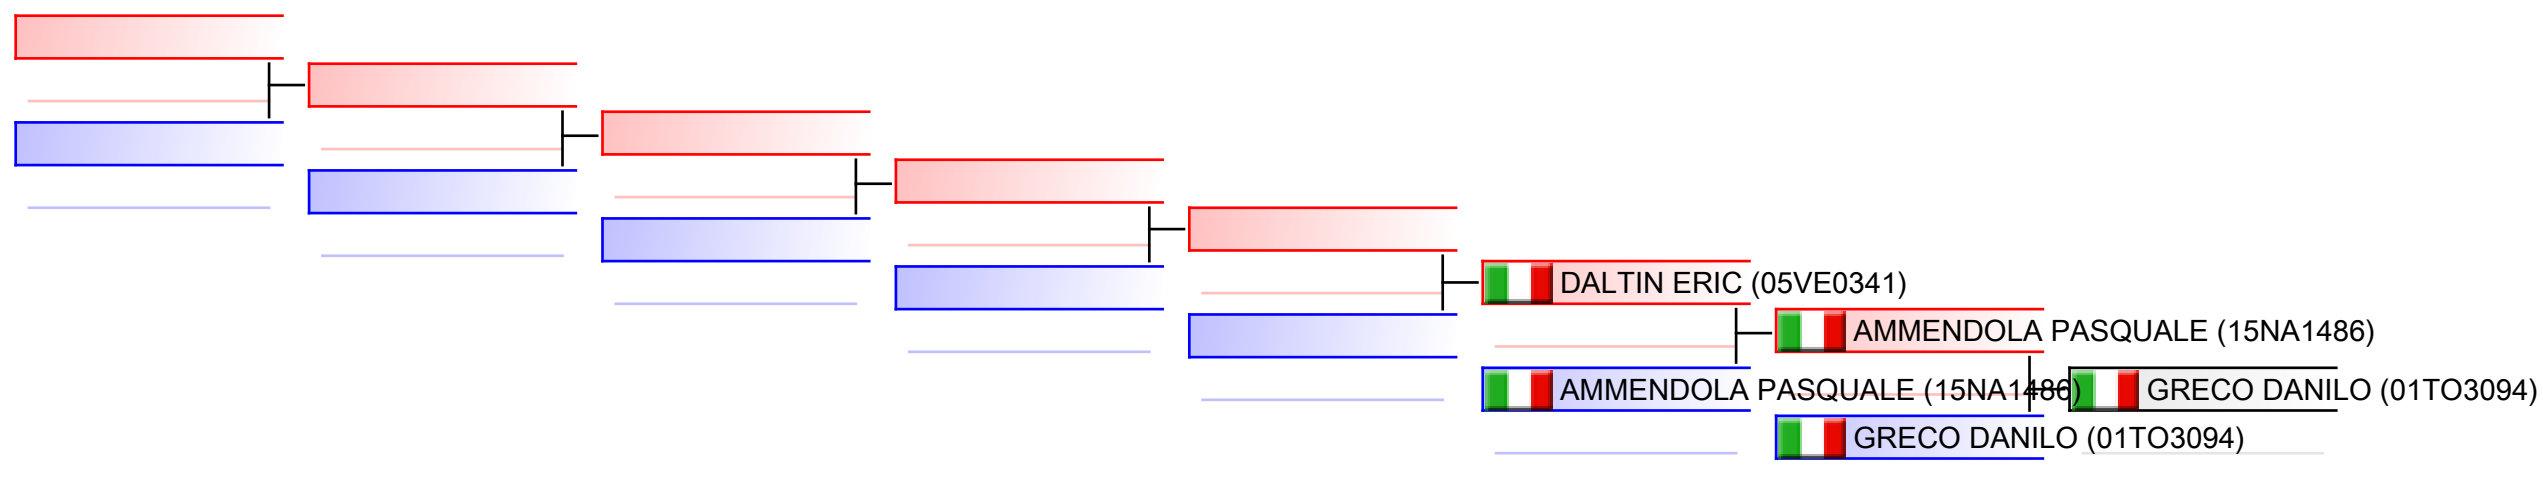 DALTIN ERIC (05VE0341)
AMMENDOLA PASQUALE (15NA1486)
AMMENDOLA PASQUALE (15NA1486)
GRECO DANILO (01TO3094)
GRECO DANILO (01TO3094)